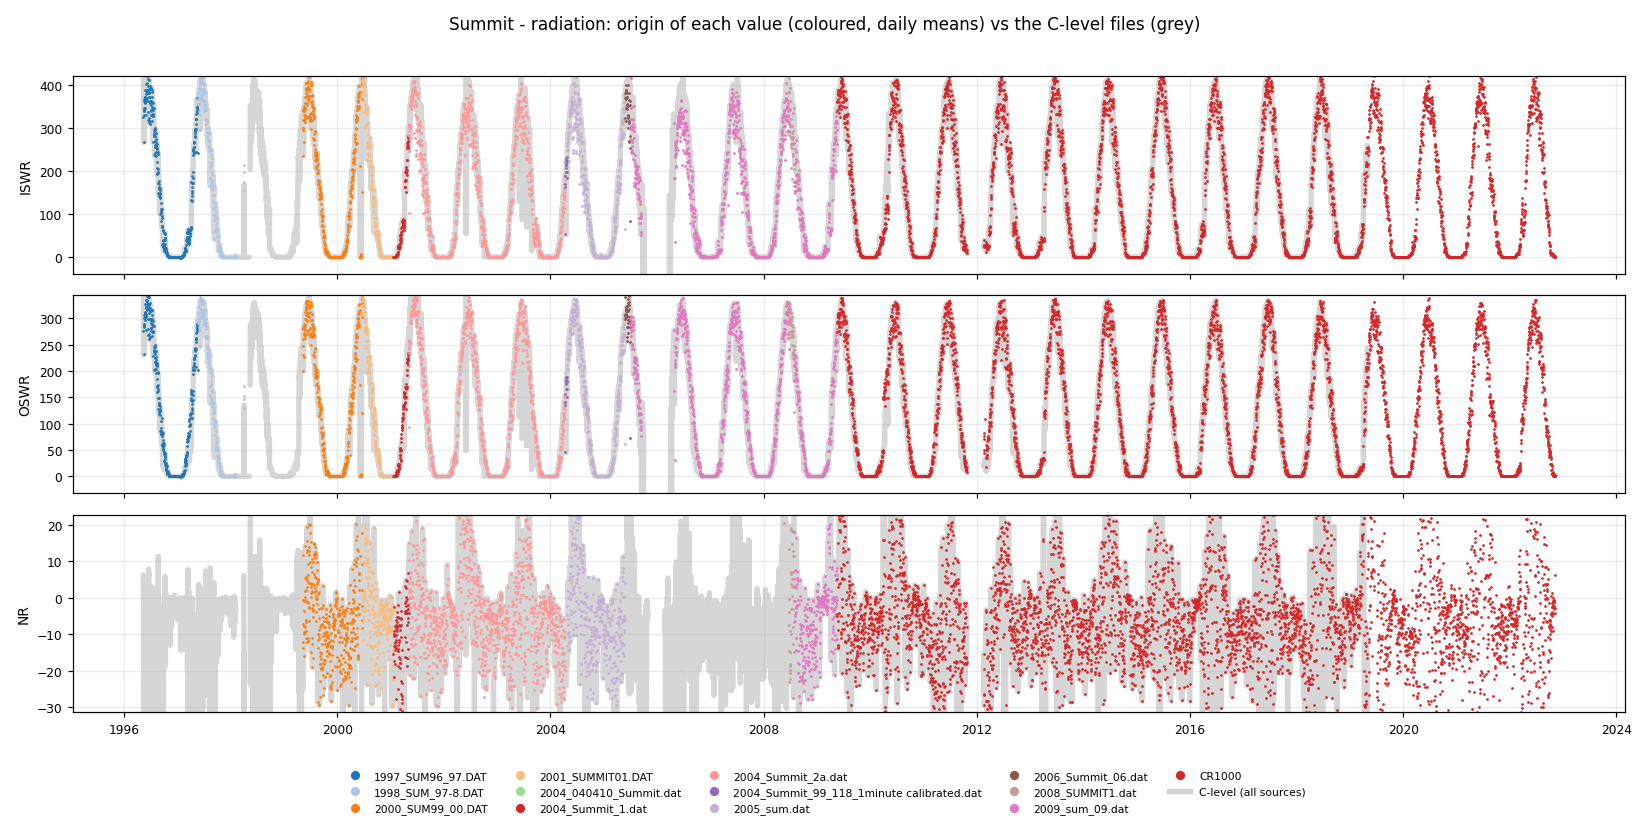 Summit - radiation: origin of each value (coloured, daily means) vs the C-level files (grey)
400
300
200
100
0
ISWR
300
250
200
150
100
50
0
OSWR
20
10
0
−10
−20
−30
NR
1996
2000
2004
2008
2012
2016
2020
2024
1997_SUM96_97.DAT
1998_SUM_97-8.DAT
2000_SUM99_00.DAT
2001_SUMMIT01.DAT
2004_040410_Summit.dat
2004_Summit_1.dat
2004_Summit_2a.dat
2004_Summit_99_118_1minute calibrated.dat
2005_sum.dat
2006_Summit_06.dat
2008_SUMMIT1.dat
2009_sum_09.dat
CR1000
C-level (all sources)